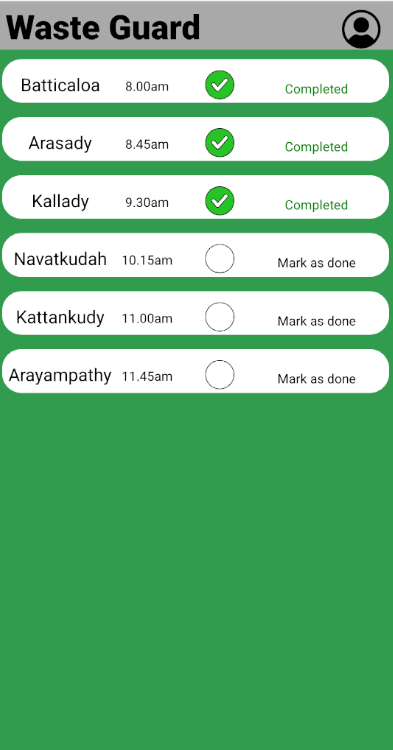 Waste Guard
Batticaloa 8.00am Completed
Arasady 8.45am Completed
Kallady 9.30am Completed
Navatkudah 10.15am Mark as done
Kattankudy 11.00am Mark as done
Arayampathy 11.45am Mark as done